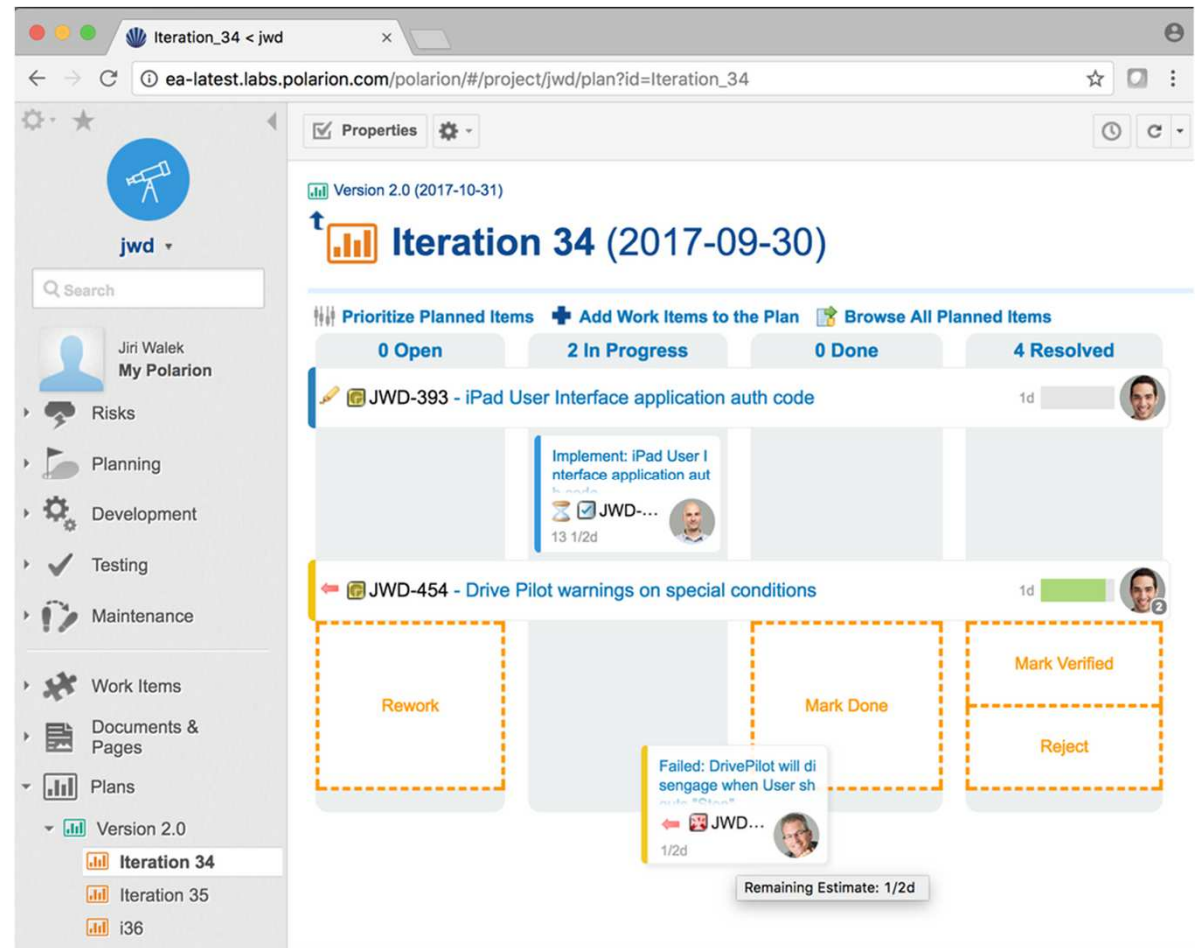 Iteration_34 < jwd
ea-latest.labs.polarion.com/polarion/#/project/jwd/plan?id=Iteration_34
Properties
jwd
Search
Jiri Walek
My Polarion
Risks
Planning
Development
Testing
Maintenance
Work Items
Documents &
Pages
Plans
Version 2.0
Iteration 34
Iteration 35
i36
Version 2.0 (2017-10-31)
Iteration 34 (2017-09-30)
Prioritize Planned Items Add Work Items to the Plan Browse All Planned Items
0 Open 2 In Progress 0 Done 4 Resolved
JWD-393 - iPad User Interface application auth code 1d
Implement: iPad User I
nterface application aut
h code
JWD-...
13 1/2d
JWD-454 - Drive Pilot warnings on special conditions 1d
2
Rework
Mark Done
Mark Verified
Reject
Failed: DrivePilot will di
sengage when User sh
outs "Stop"
JWD...
1/2d
Remaining Estimate: 1/2d